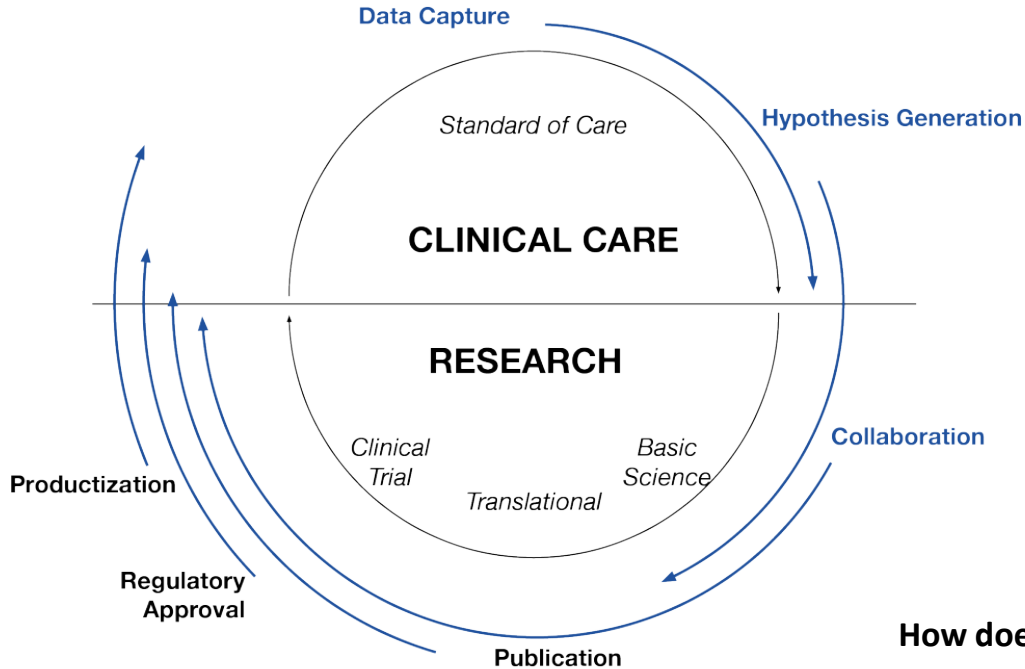 Data Capture
Hypothesis Generation
Standard of Care
CLINICAL CARE
RESEARCH
Clinical
Trial
Basic
Science
Translational
Collaboration
Productization
Regulatory
Approval
Publication
How doe